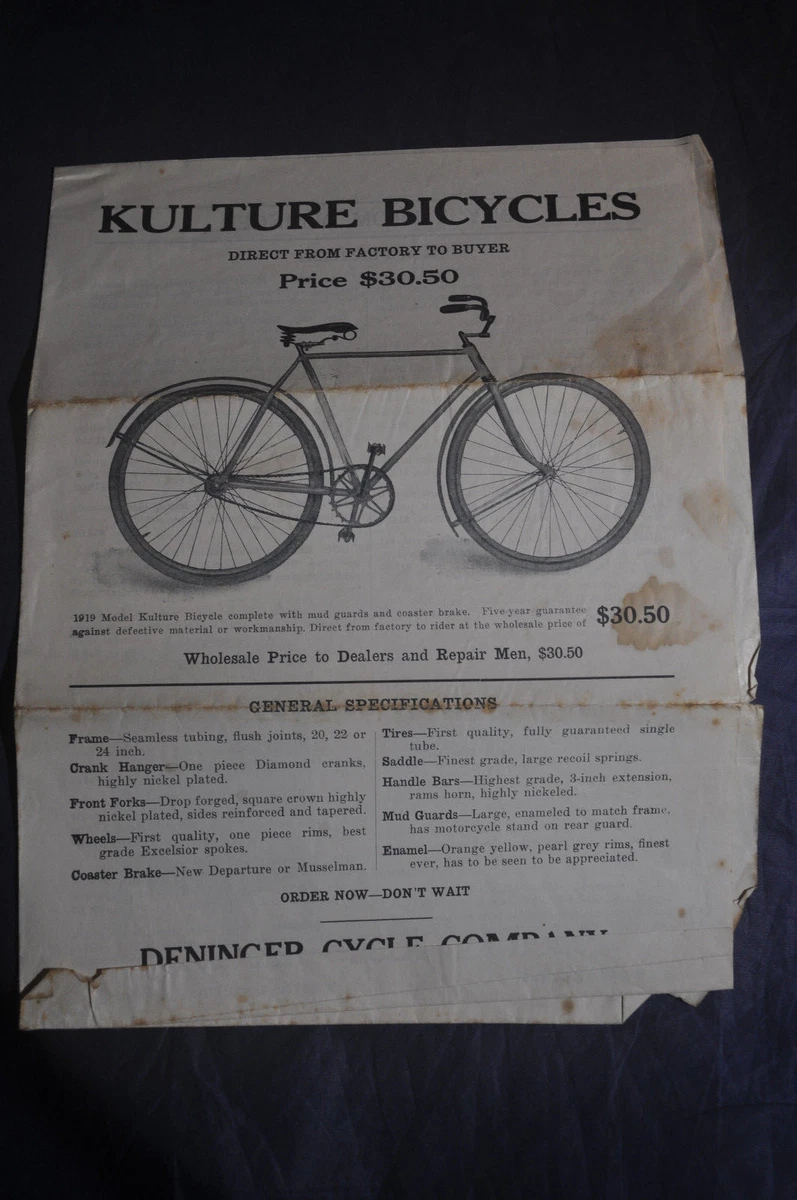 KULTURE BICYCLES
DIRECT FROM FACTORY TO BUYER
Price $30.50
1919 Model Kulture Bicycle complete with mud guards and coaster brake. Five year guarantee
against defective material or workmanship. Direct from factory to rider at the wholesale price of
$30.50
Wholesale Price to Dealers and Repair Men, $30.50
GENERAL SPECIFICATIONS
Frame—Seamless tubing, flush joints, 20, 22 or
24 inch.
Crank Hanger—One piece Diamond cranks,
highly nickel plated.
Front Forks—Drop forged, square crown highly
nickel plated, sides reinforced and tapered.
Wheels—First quality, one piece rims, best
grade Excelsior spokes.
Coaster Brake—New Departure or Musselman.
Tires—First quality, fully guaranteed single
tube.
Saddle—Finest grade, large recoil springs.
Handle Bars—Highest grade, 3-inch extension,
rams horn, highly nickeled.
Mud Guards—Large, enameled to match frame,
has motorcycle stand on rear guard.
Enamel—Orange yellow, pearl grey rims, finest
ever, has to be seen to be appreciated.
ORDER NOW—DON'T WAIT
DENINGER CYCLE COMPANY